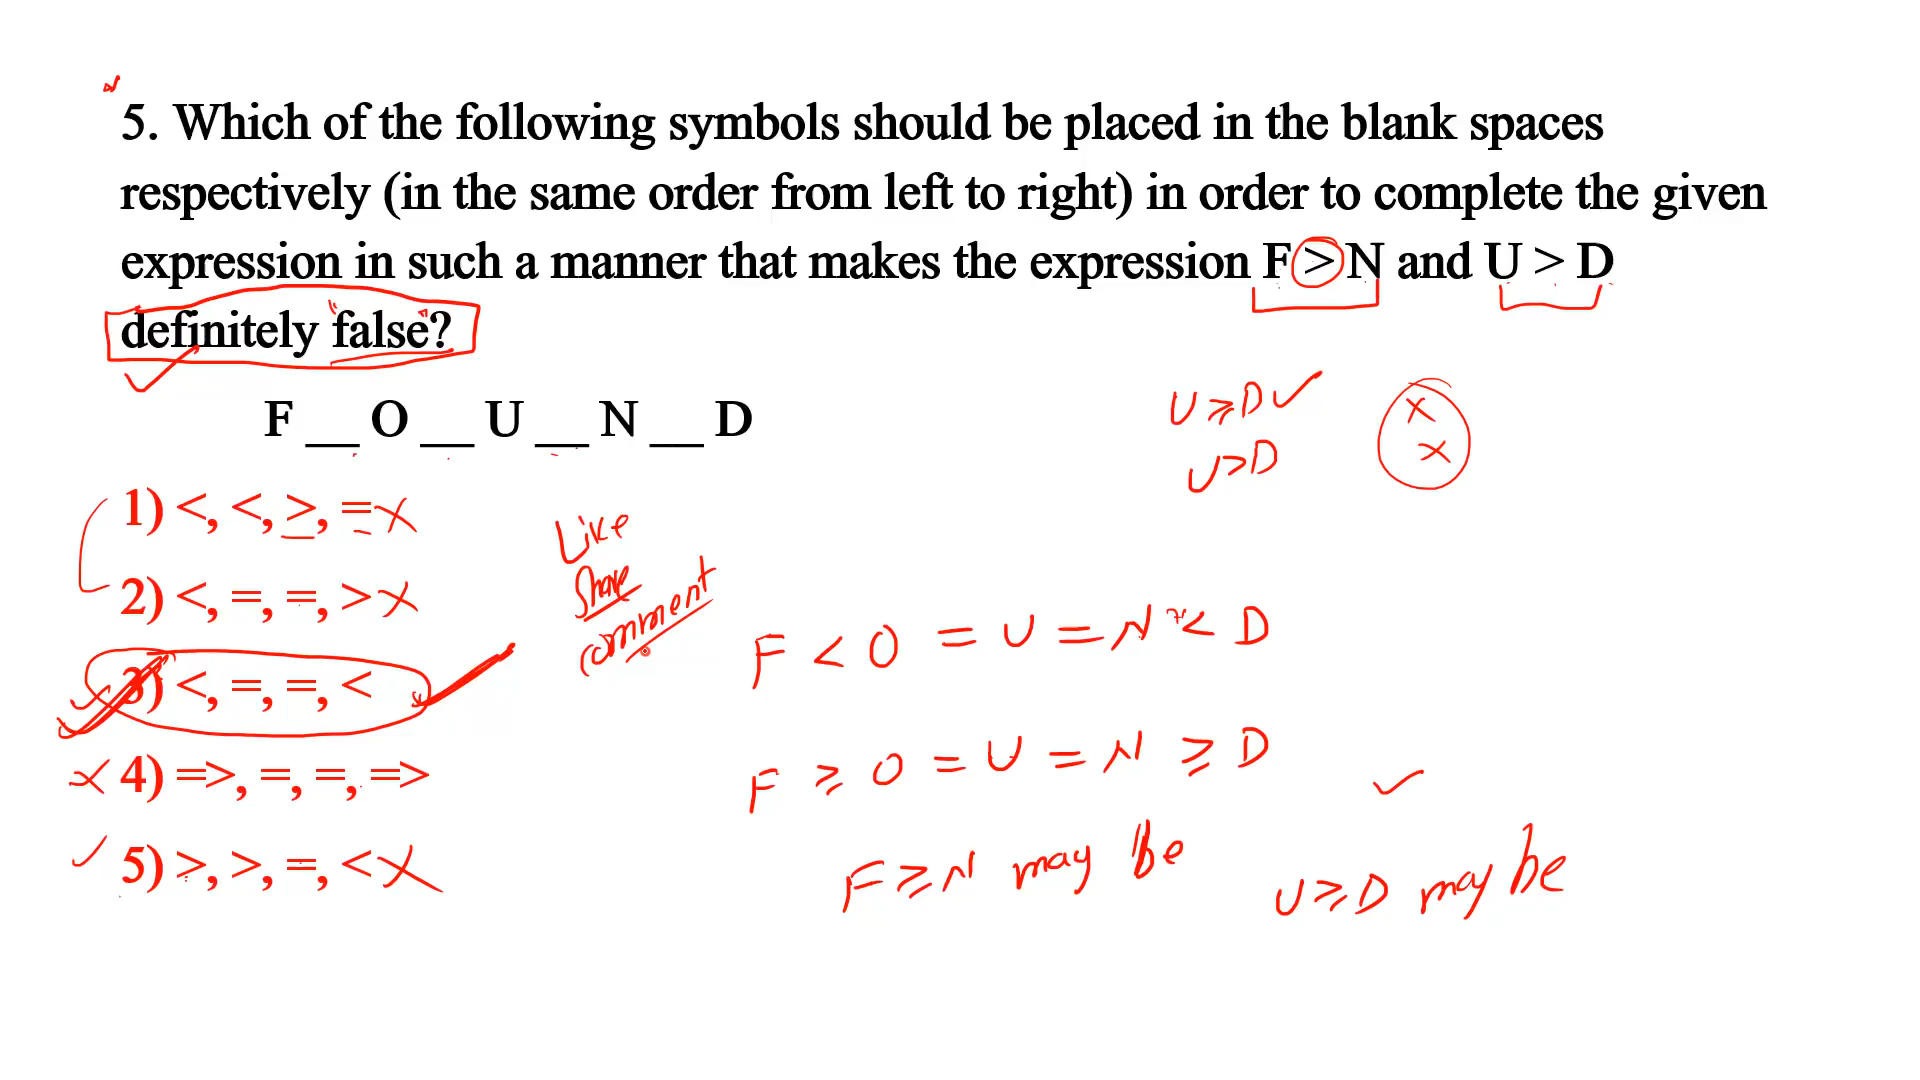 5. Which of the following symbols should be placed in the blank spaces
respectively (in the same order from left to right) in order to complete the given
expression in such a manner that makes the expression F > N and U > D
definitely false?
F __ O __ U __ N __ D
U ≥ D ✓
U > D
x
x
1) <, <, ≥, = x
2) <, =, =, > x
3) <, =, =, <
4) =>, =, =, =>
5) >, >, =, < x
Like
Share
comment
F < O = U = N < D
F ≥ O = U = N ≥ D
F ≥ N may be
U ≥ D may be